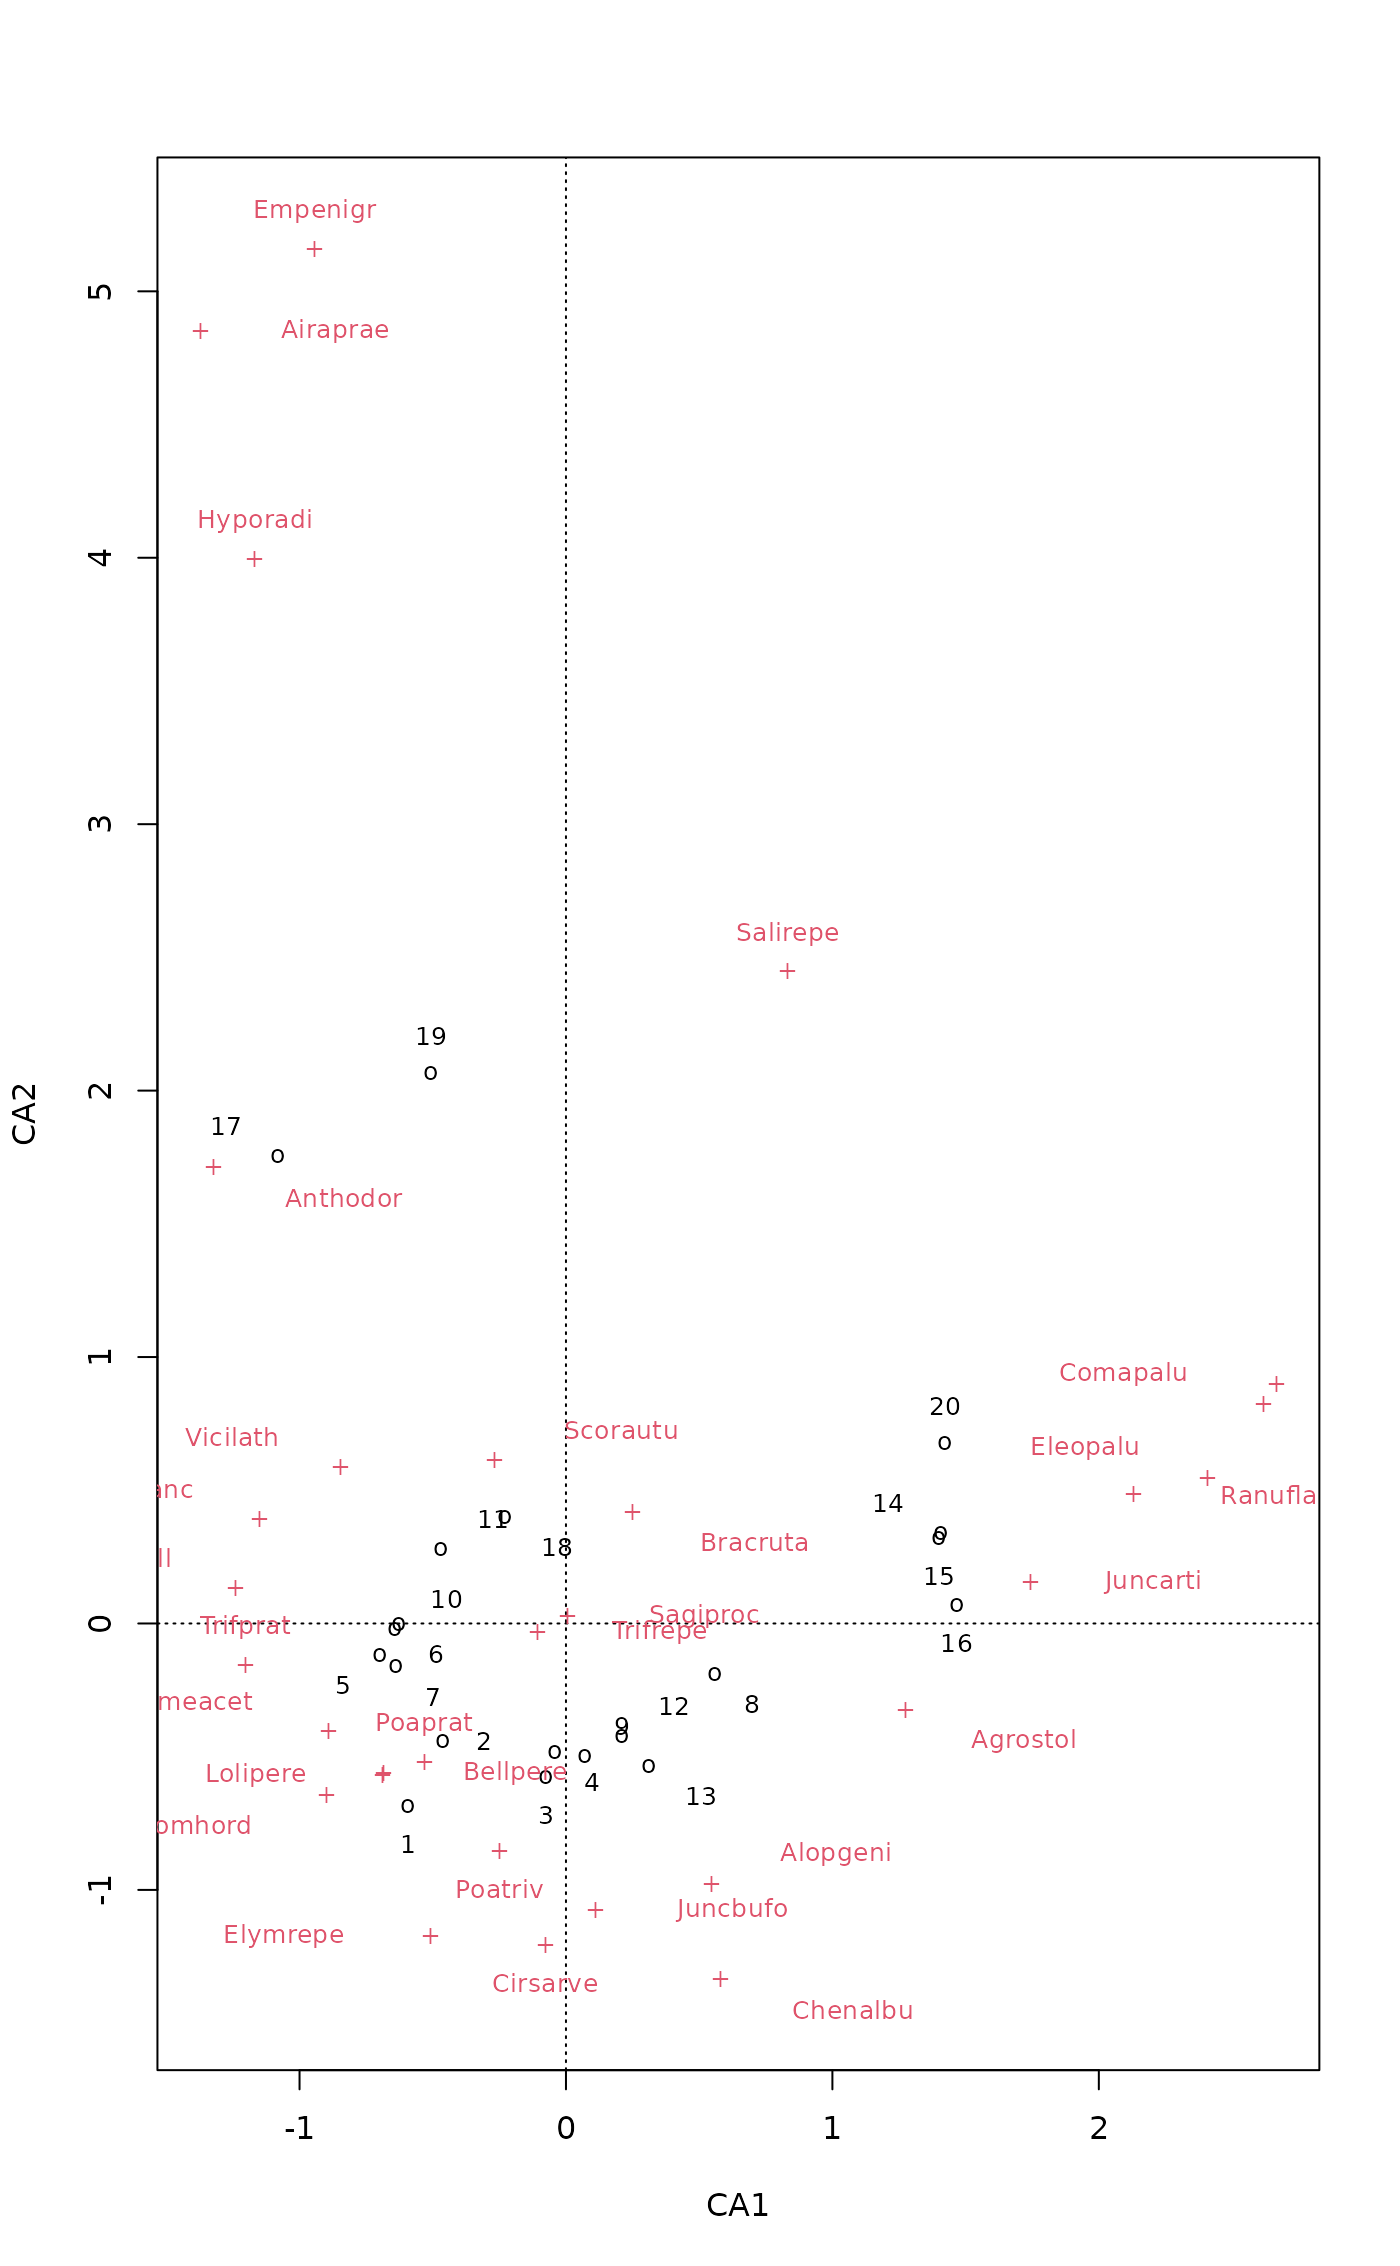 Empenigr
5
Airaprae
Hyporadi
4
3
Salirepe
19
2
CA2
17
Anthodor
1
Comapalu
20
Scorautu
Vicilath
Eleopalu
anc
Ranufla
14
11
18
Bracruta
ll
15
Juncarti
10
Sagiproc
0
Trifprat
Trifrepe
16
6
5
7
meacet
12
8
Poaprat
9
2
Agrostol
Lolipere
Bellpere
4
13
3
omhord
1
Alopgeni
Poatriv
-1
Juncbufo
Elymrepe
Cirsarve
Chenalbu
-1
0
1
2
CA1